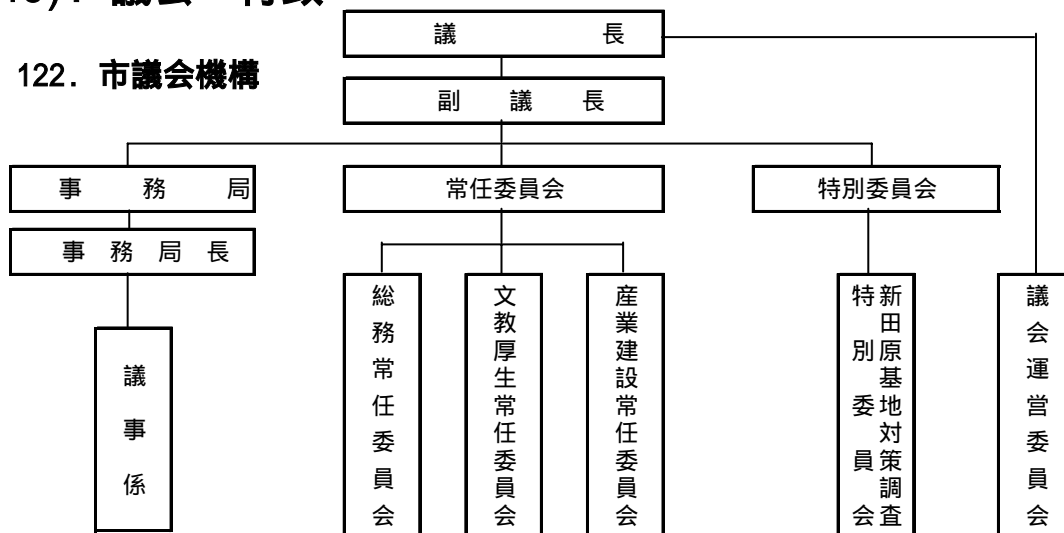 122. 市議会機構
議長
副議長
事務局
常任委員会
特別委員会
事務局長
議事係
総務常任委員会
文教厚生常任委員会
産業建設常任委員会
新田原基地対策調査
特別委員会
議会運営委員会